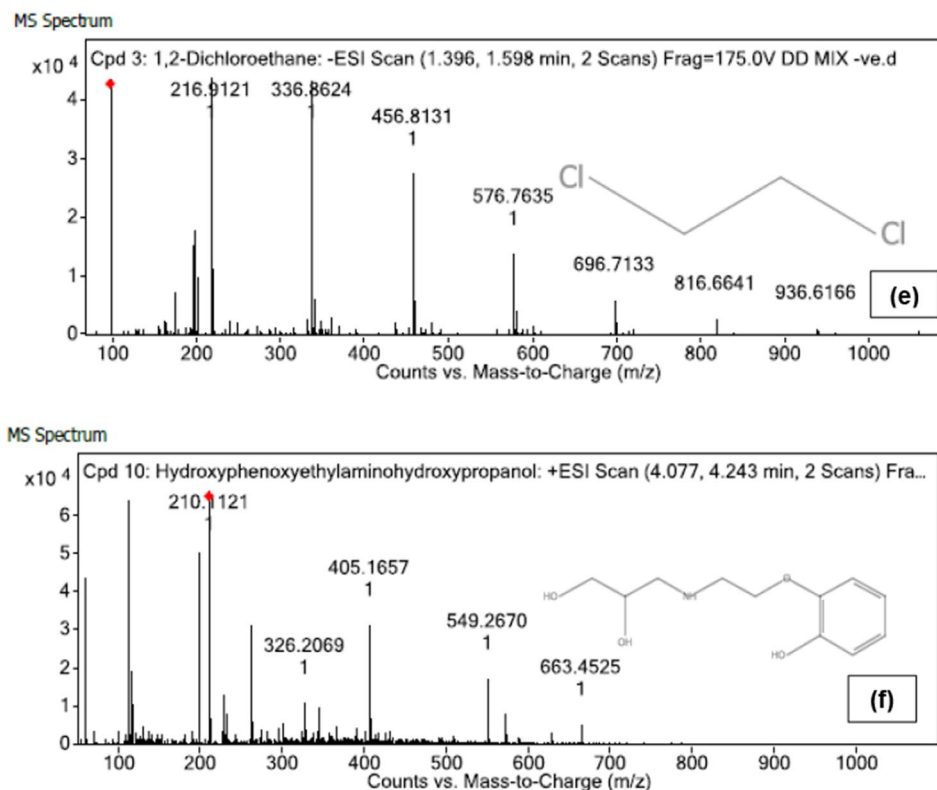 MS Spectrum
x10 4
Cpd 3: 1,2-Dichloroethane: -ESI Scan (1.396, 1.598 min, 2 Scans) Frag=175.0V DD MIX -ve.d
216.9121
1
336.8624
1
456.8131
1
576.7635
1
696.7133
816.6641
936.6166
Cl
Cl
(e)
4
3
2
1
0
100 200 300 400 500 600 700 800 900 1000
Counts vs. Mass-to-Charge (m/z)
MS Spectrum
x10 4
Cpd 10: Hydroxyphenoxyethylaminohydroxypropanol: +ESI Scan (4.077, 4.243 min, 2 Scans) Fra...
210.1121
1
405.1657
1
326.2069
1
549.2670
1
663.4525
1
HO
OH
NH
O
HO
(f)
6
5
4
3
2
1
0
100 200 300 400 500 600 700 800 900 1000
Counts vs. Mass-to-Charge (m/z)